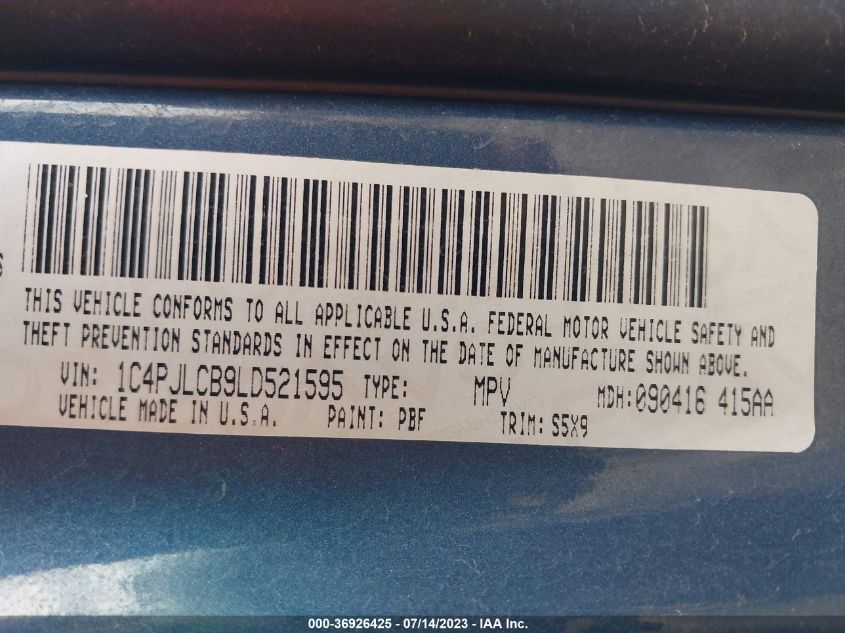 THIS VEHICLE CONFORMS TO ALL APPLICABLE U.S.A. FEDERAL MOTOR VEHICLE SAFETY AND
THEFT PREVENTION STANDARDS IN EFFECT ON THE DATE OF MANUFACTURE SHOWN ABOVE.
VIN: 1C4PJLCB9LD521595 TYPE: MPV MDH:090416 415AA
VEHICLE MADE IN U.S.A. PAINT: PBF TRIM: S5X9
000-36926425 - 07/14/2023 - IAA Inc.